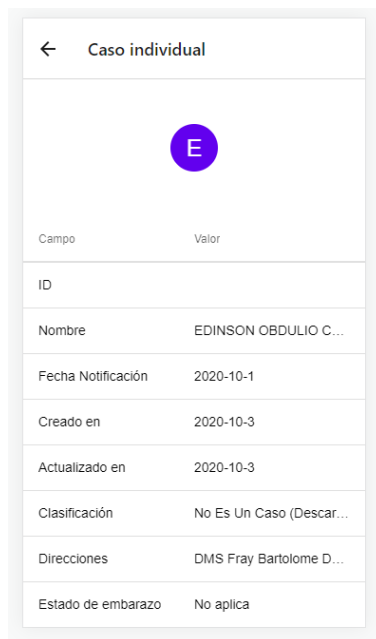 Caso individual
E
Campo Valor
ID
Nombre EDINSON OBDULIO C...
Fecha Notificación 2020-10-1
Creado en 2020-10-3
Actualizado en 2020-10-3
Clasificación No Es Un Caso (Descar...
Direcciones DMS Fray Bartolome D...
Estado de embarazo No aplica